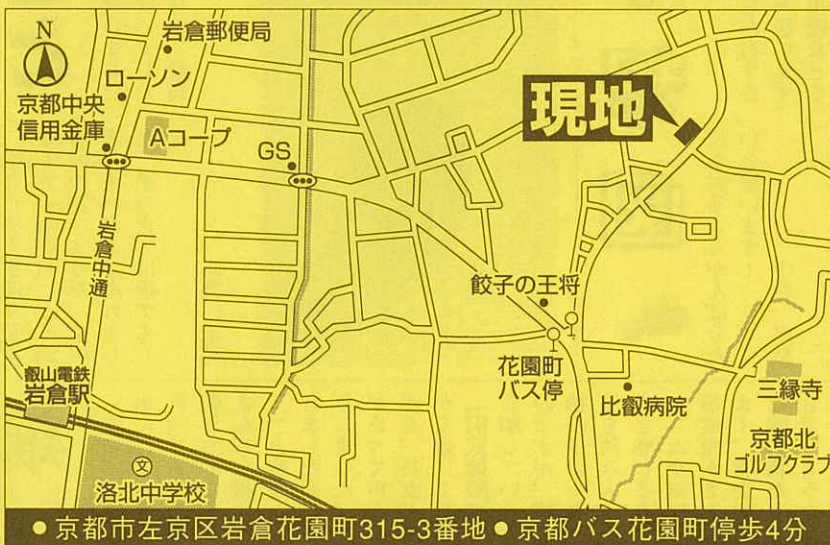 N
岩倉郵便局
ローソン
京都中央
信用金庫
Aコープ
GS
現地
岩倉中通
餃子の王将
花園町
バス停
比叡病院
叡山電鉄
岩倉駅
三縁寺
京都北
ゴルフクラブ
文
洛北中学校
●京都市左京区岩倉花園町315-3番地●京都バス花園町停歩4分